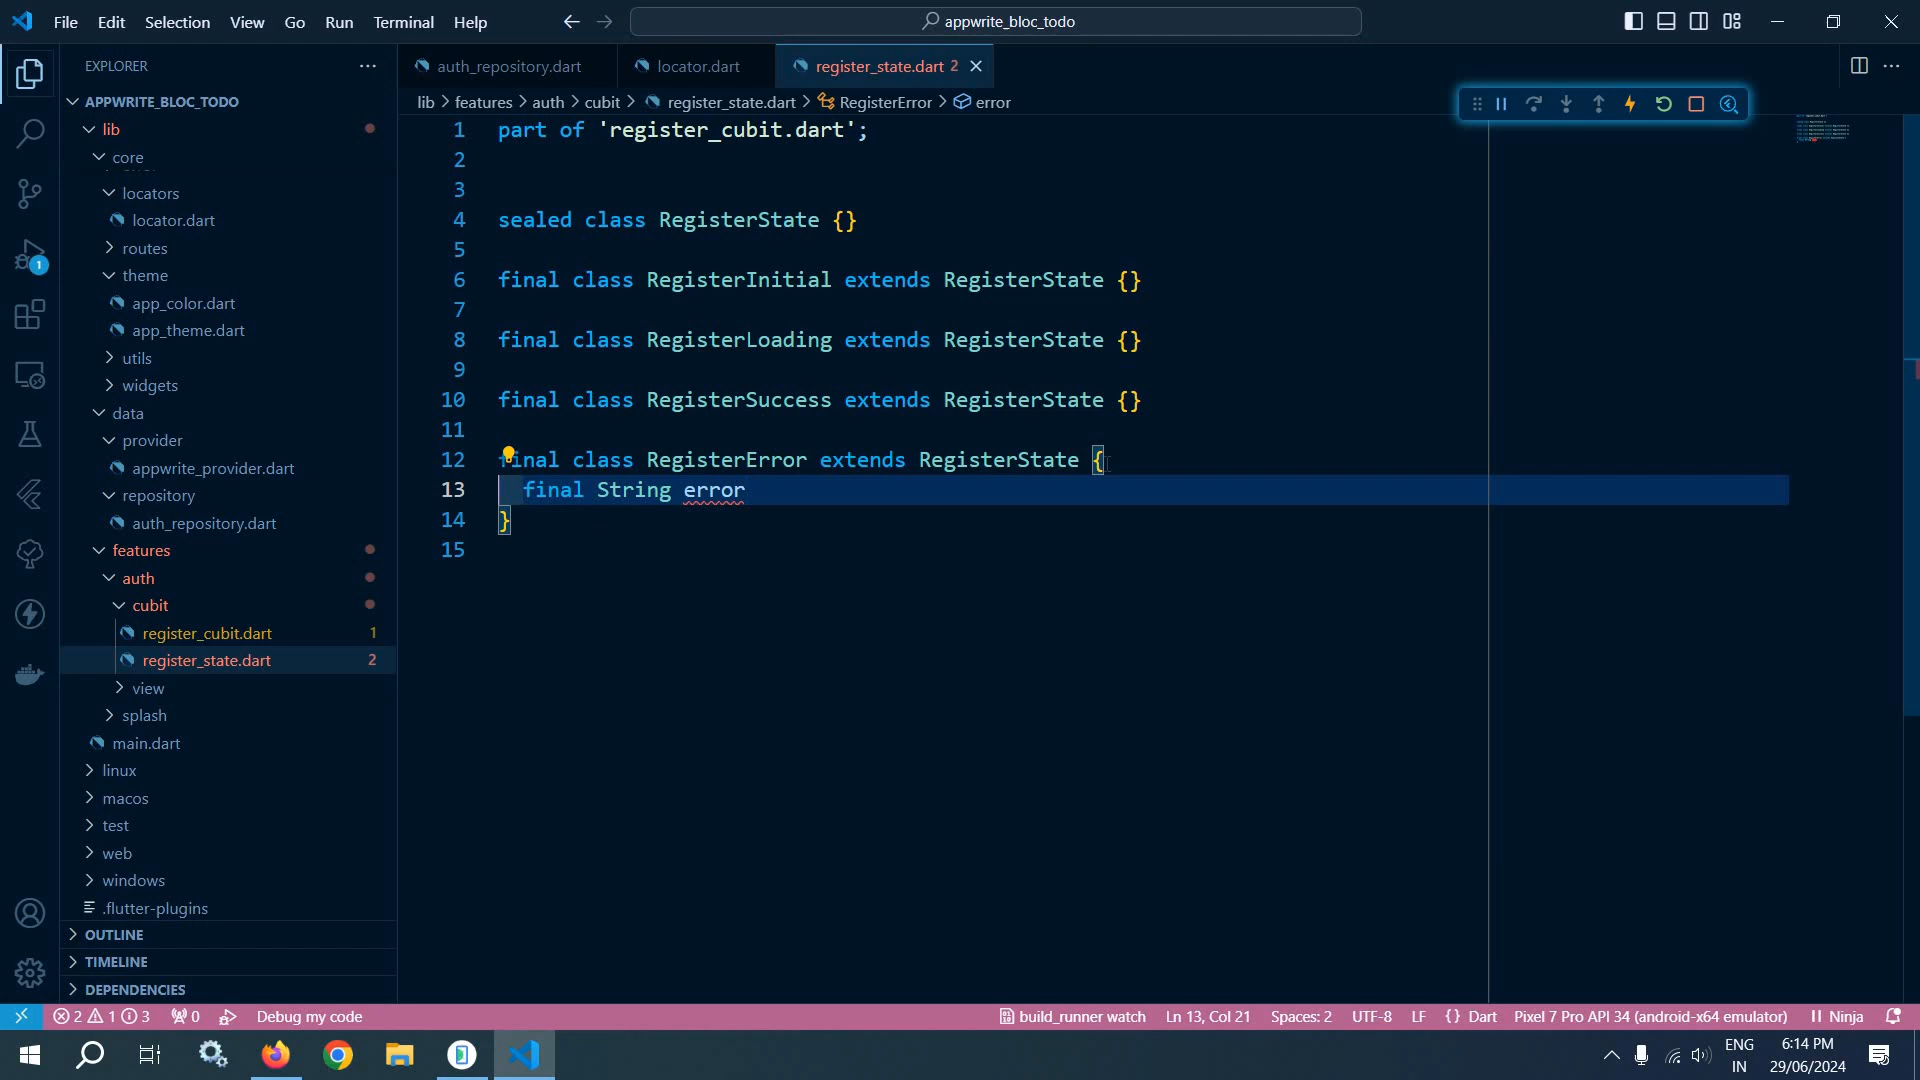 File Edit Selection View Go Run Terminal Help
appwrite_bloc_todo
EXPLORER
APPWRITE_BLOC_TODO
lib
core
locators
locator.dart
routes
theme
app_color.dart
app_theme.dart
utils
widgets
data
provider
appwrite_provider.dart
repository
auth_repository.dart
features
auth
cubit
register_cubit.dart 1
register_state.dart 2
view
splash
main.dart
linux
macos
test
web
windows
.flutter-plugins
OUTLINE
TIMELINE
DEPENDENCIES
1
auth_repository.dart locator.dart register_state.dart 2
lib > features > auth > cubit > register_state.dart > RegisterError > error
1 part of 'register_cubit.dart';
2
3
4 sealed class RegisterState {}
5
6 final class RegisterInitial extends RegisterState {}
7
8 final class RegisterLoading extends RegisterState {}
9
10 final class RegisterSuccess extends RegisterState {}
11
12 final class RegisterError extends RegisterState {
13 final String error
14 }
15
2 1 3 0 Debug my code build_runner watch Ln 13, Col 21 Spaces: 2 UTF-8 LF {} Dart Pixel 7 Pro API 34 (android-x64 emulator) Ninja
ENG
IN
6:14 PM
29/06/2024